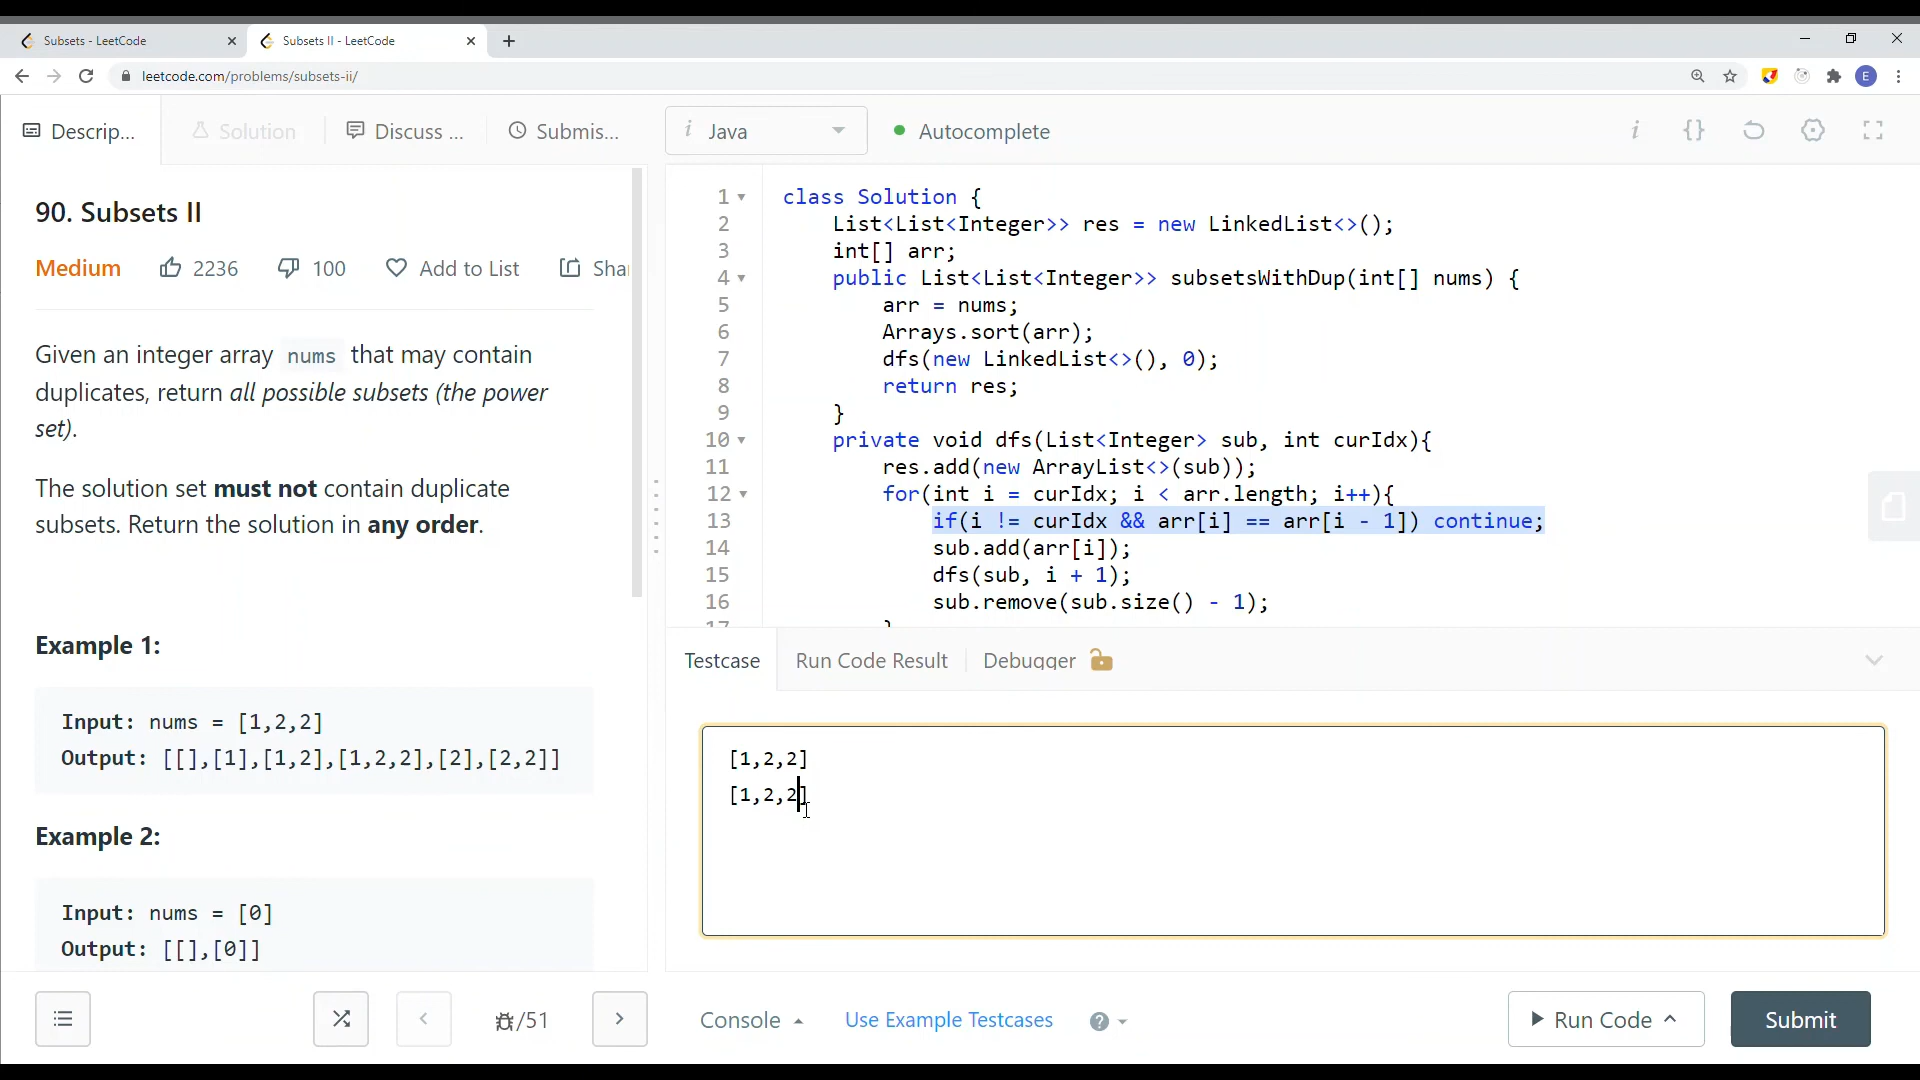 Subsets - LeetCode
Subsets II - LeetCode
leetcode.com/problems/subsets-ii/
E
Descrip...
Solution
Discuss ...
Submis...
i Java
Autocomplete
i
{}
90. Subsets II
Medium
2236
100
Add to List
Shar
Given an integer array nums that may contain
duplicates, return all possible subsets (the power
set).
The solution set must not contain duplicate
subsets. Return the solution in any order.
Example 1:
Input: nums = [1,2,2]
Output: [[],[1],[1,2],[1,2,2],[2],[2,2]]
Example 2:
Input: nums = [0]
Output: [[],[0]]
1 class Solution {
2 List<List<Integer>> res = new LinkedList<>();
3 int[] arr;
4 public List<List<Integer>> subsetsWithDup(int[] nums) {
5 arr = nums;
6 Arrays.sort(arr);
7 dfs(new LinkedList<>(), 0);
8 return res;
9 }
10 private void dfs(List<Integer> sub, int curIdx){
11 res.add(new ArrayList<>(sub));
12 for(int i = curIdx; i < arr.length; i++){
13 if(i != curIdx && arr[i] == arr[i - 1]) continue;
14 sub.add(arr[i]);
15 dfs(sub, i + 1);
16 sub.remove(sub.size() - 1);
17 }
Testcase
Run Code Result
Debugger
[1,2,2]
[1,2,2]
/51
Console
Use Example Testcases
?
Run Code
Submit